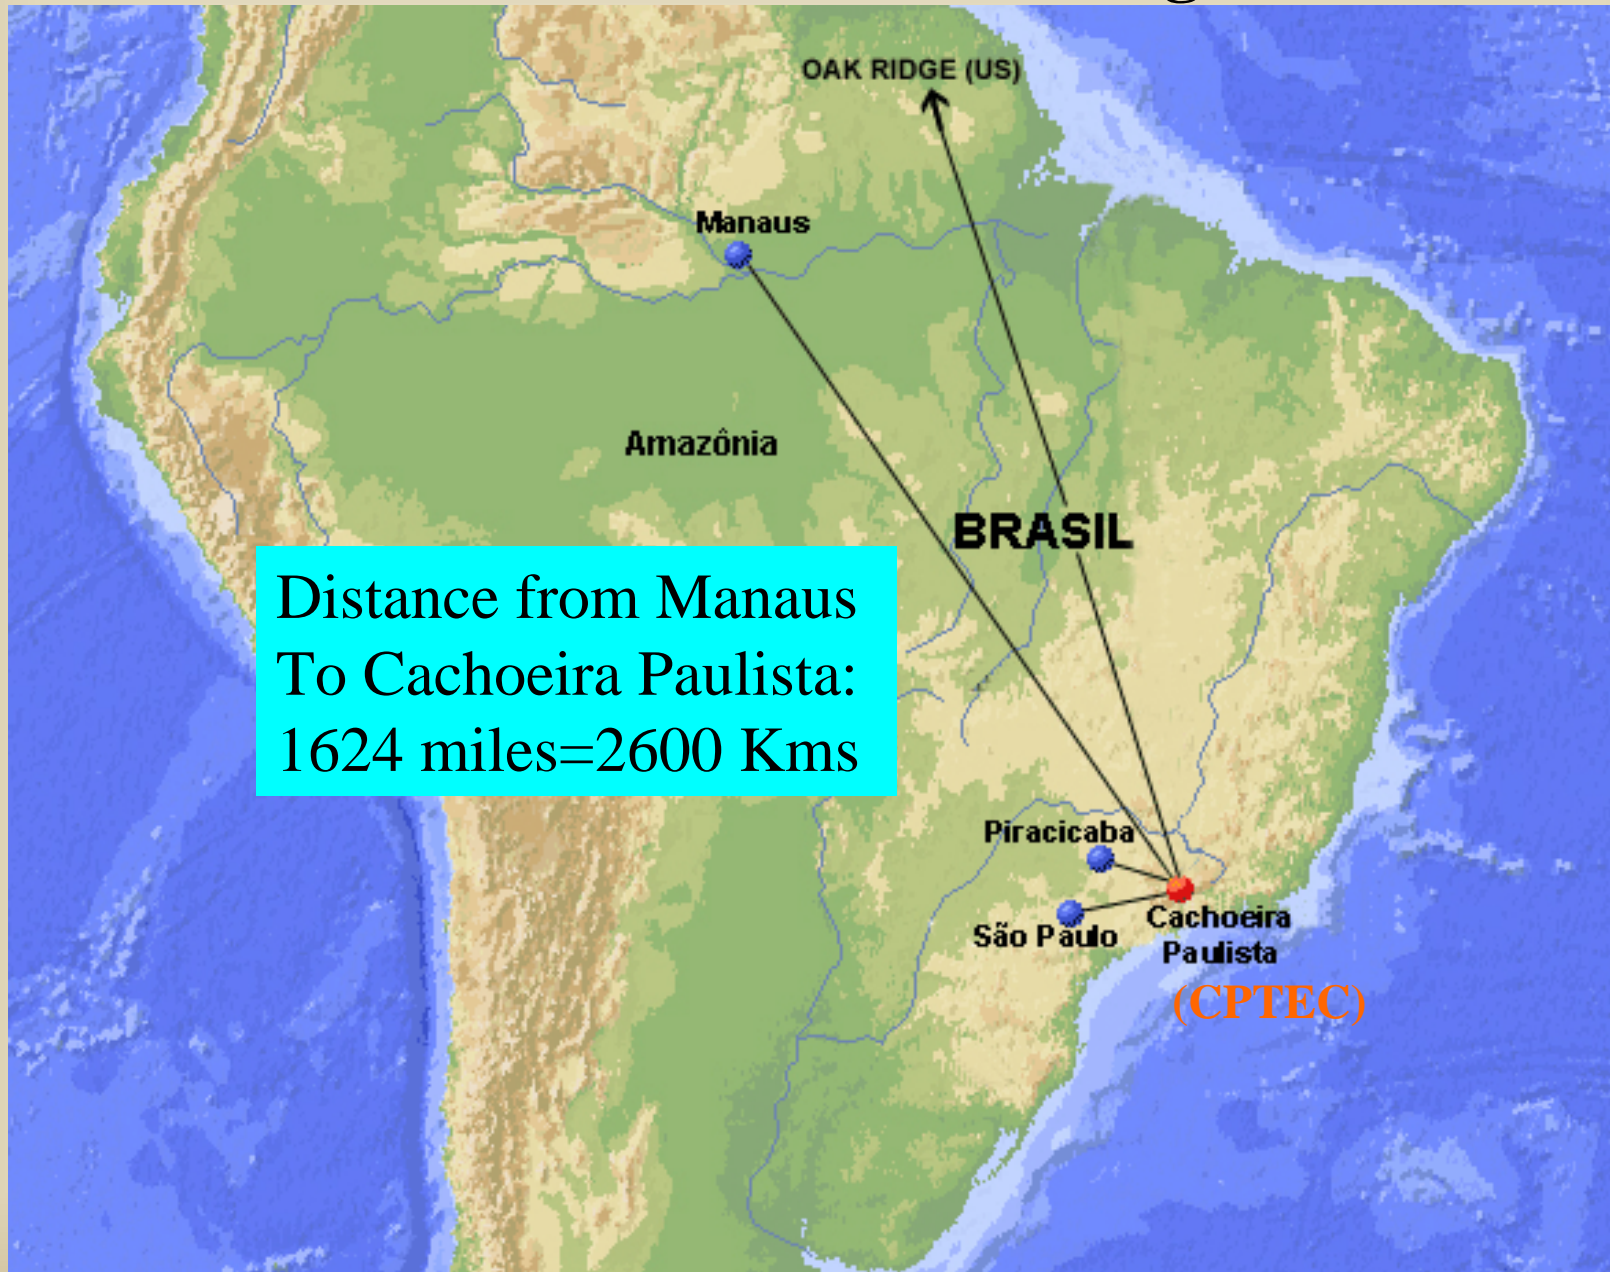 OAK RIDGE (US)
Manaus
Amazônia
BRASIL
Distance from Manaus
To Cachoeira Paulista:
1624 miles=2600 Kms
Piracicaba
São Paulo
Cachoeira
Paulista
(CPTEC)